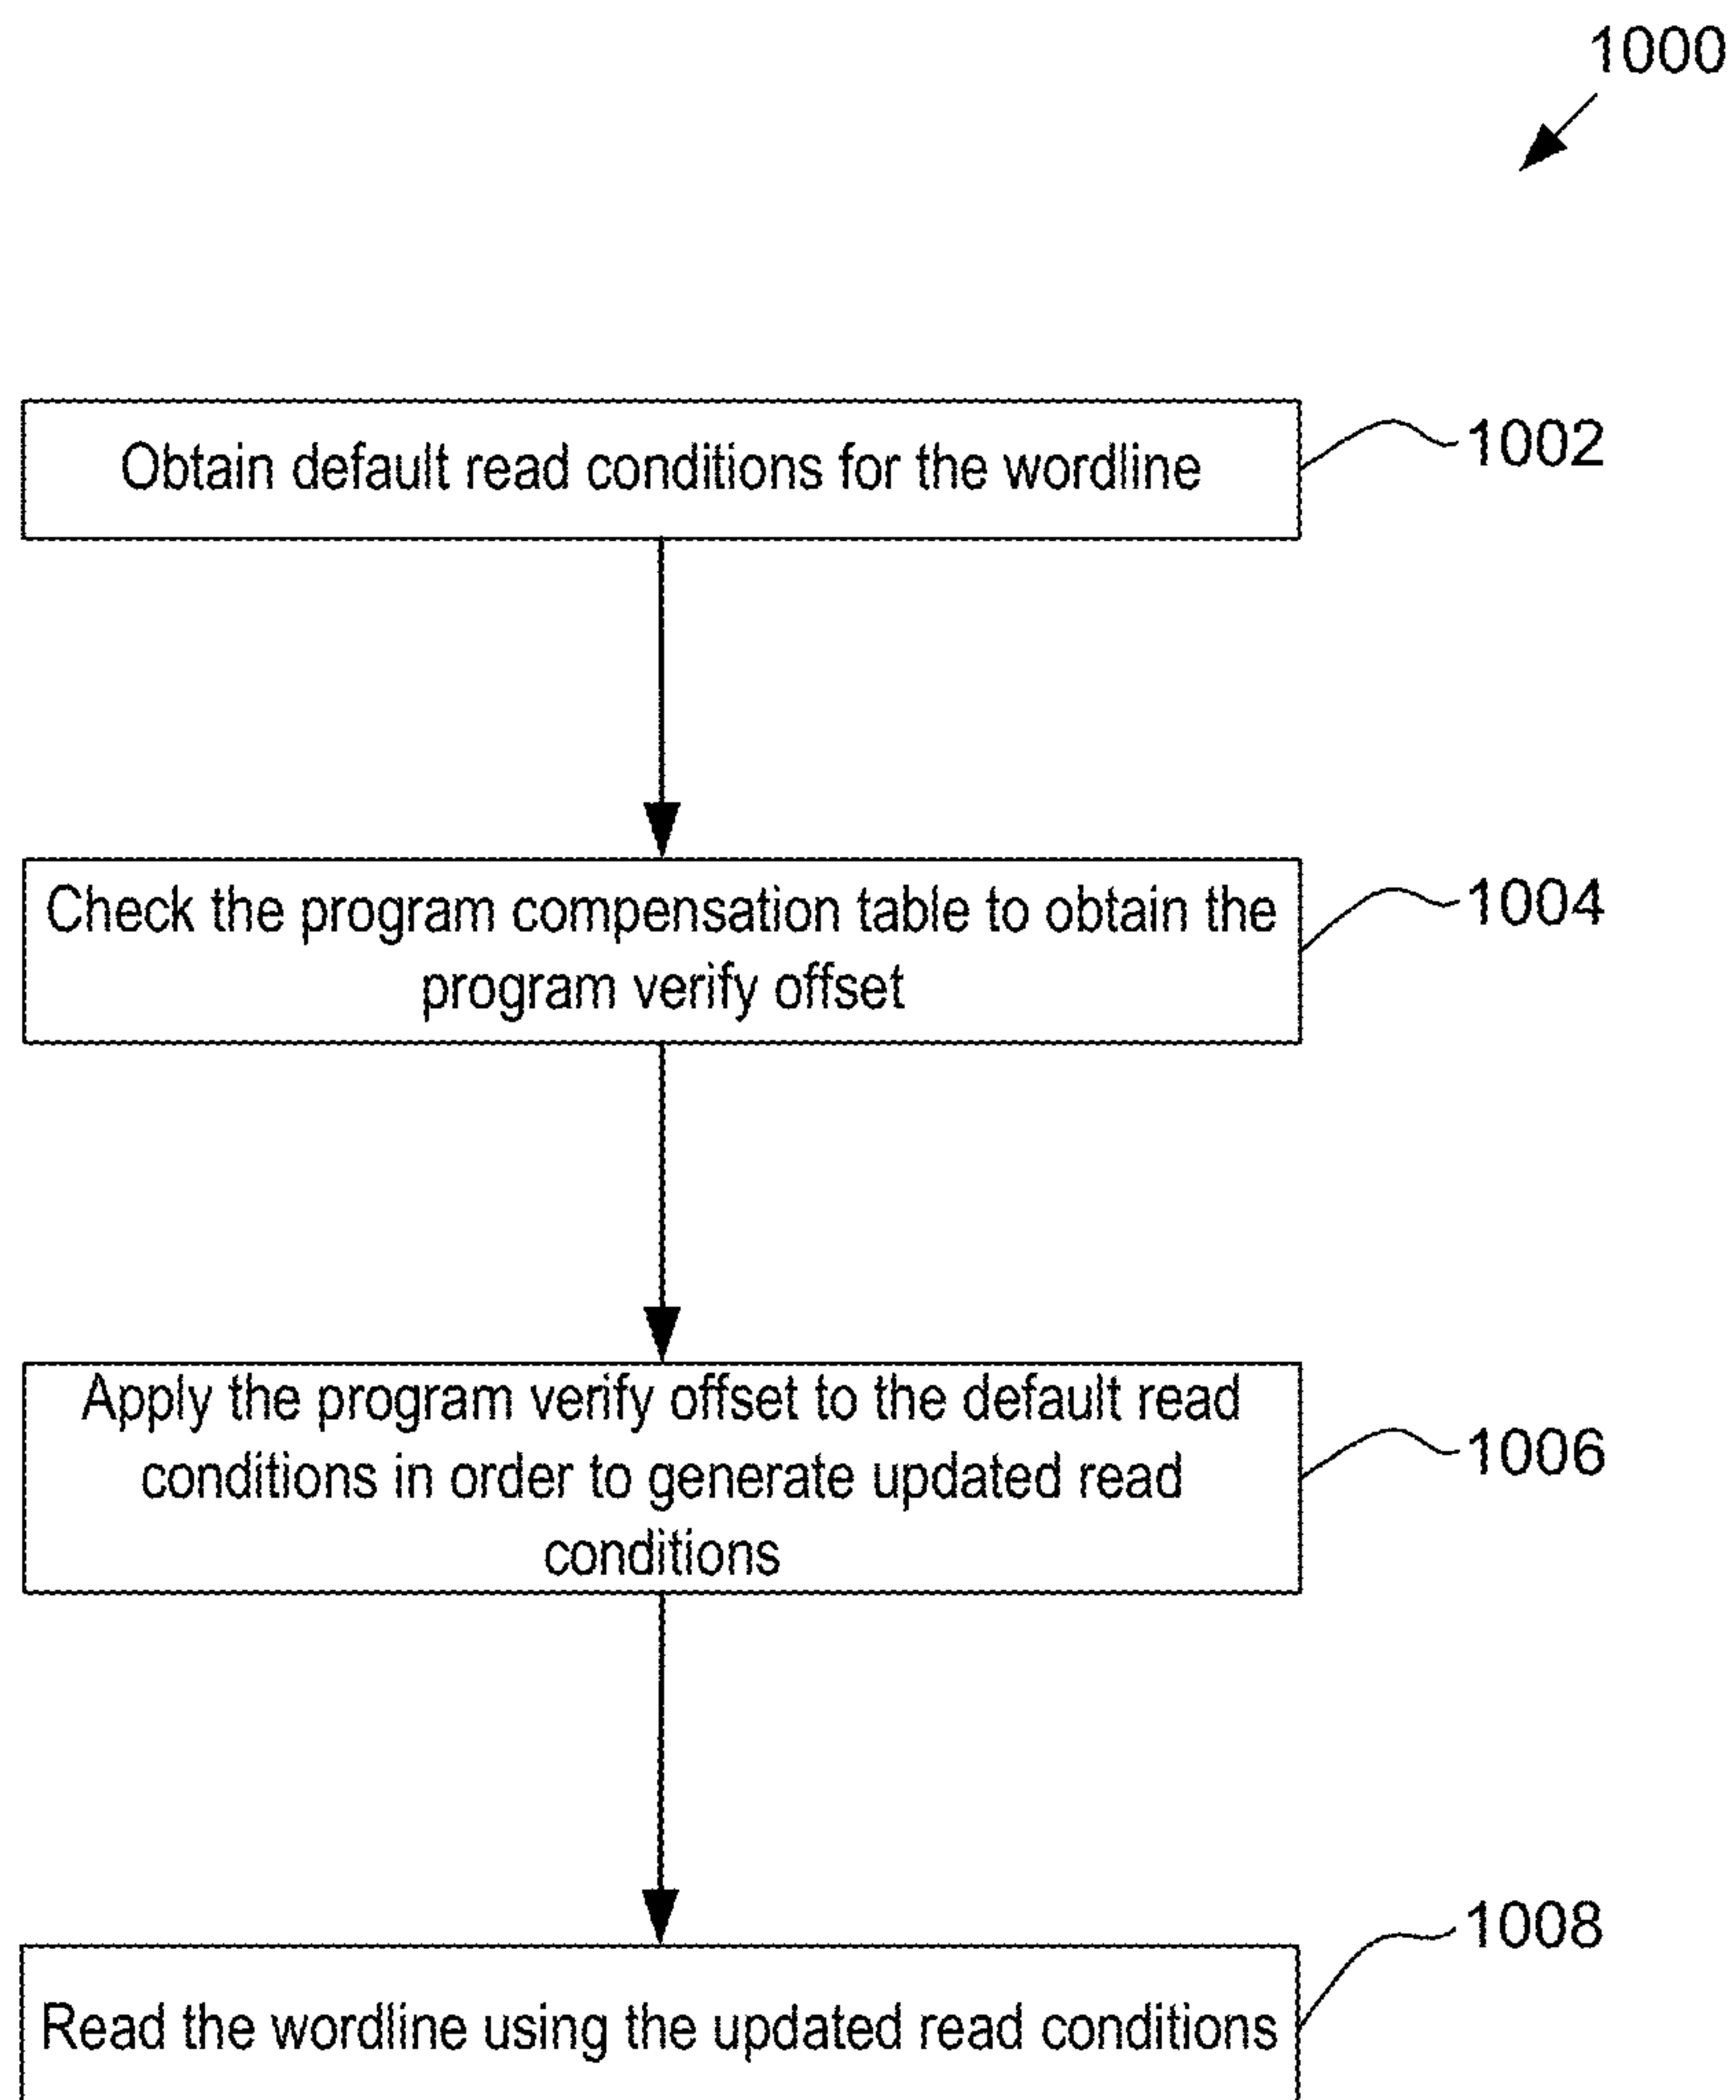 1000
Obtain default read conditions for the wordline
1002
Check the program compensation table to obtain the
program verify offset
1004
Apply the program verify offset to the default read
conditions in order to generate updated read
conditions
1006
Read the wordline using the updated read conditions
1008